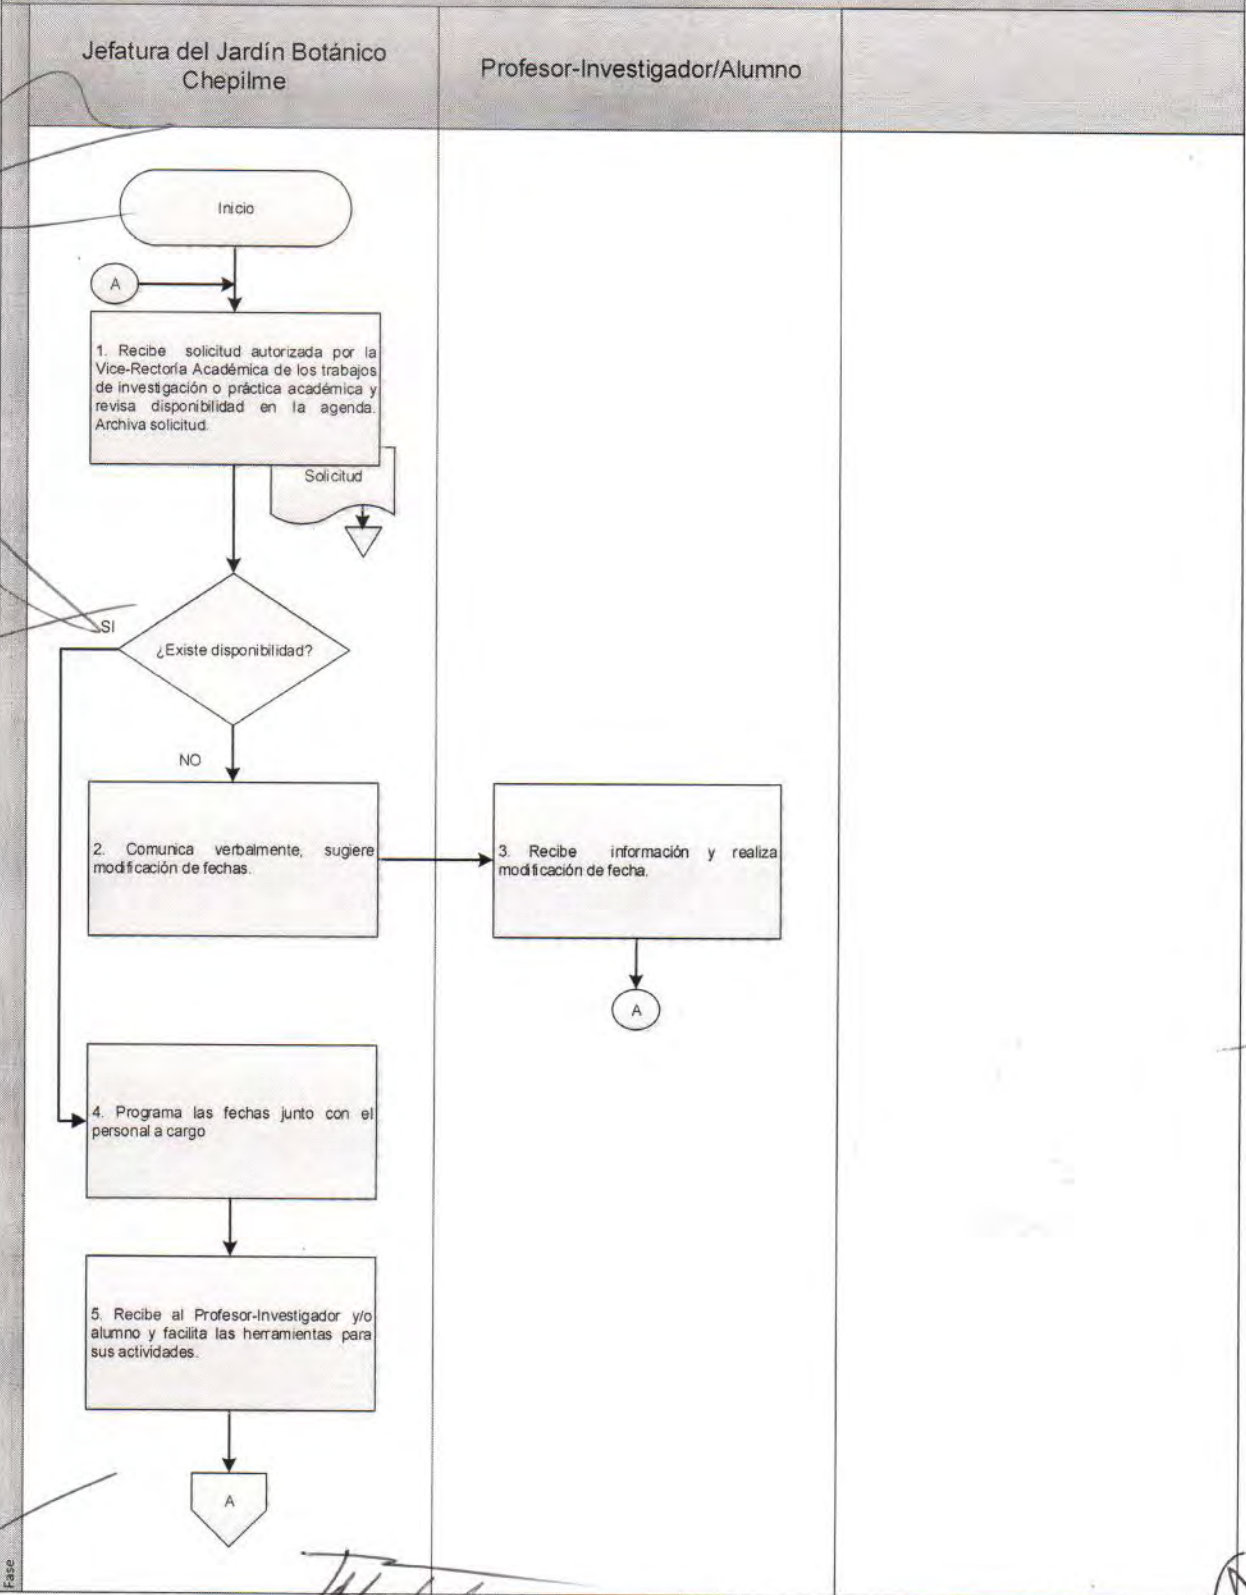 Jefatura del Jardín Botánico
Chepilme
Profesor-Investigador/Alumno
Inicio
A
1. Recibe solicitud autorizada por la
Vice-Rectoría Académica de los trabajos
de investigación o práctica académica y
revisa disponibilidad en la agenda.
Archiva solicitud.
Solicitud
SI
¿Existe disponibilidad?
NO
2. Comunica verbalmente, sugiere
modificación de fechas.
3. Recibe información y realiza
modificación de fecha.
A
4. Programa las fechas junto con el
personal a cargo
5. Recibe al Profesor-Investigador y/o
alumno y facilita las herramientas para
sus actividades.
A
Fase